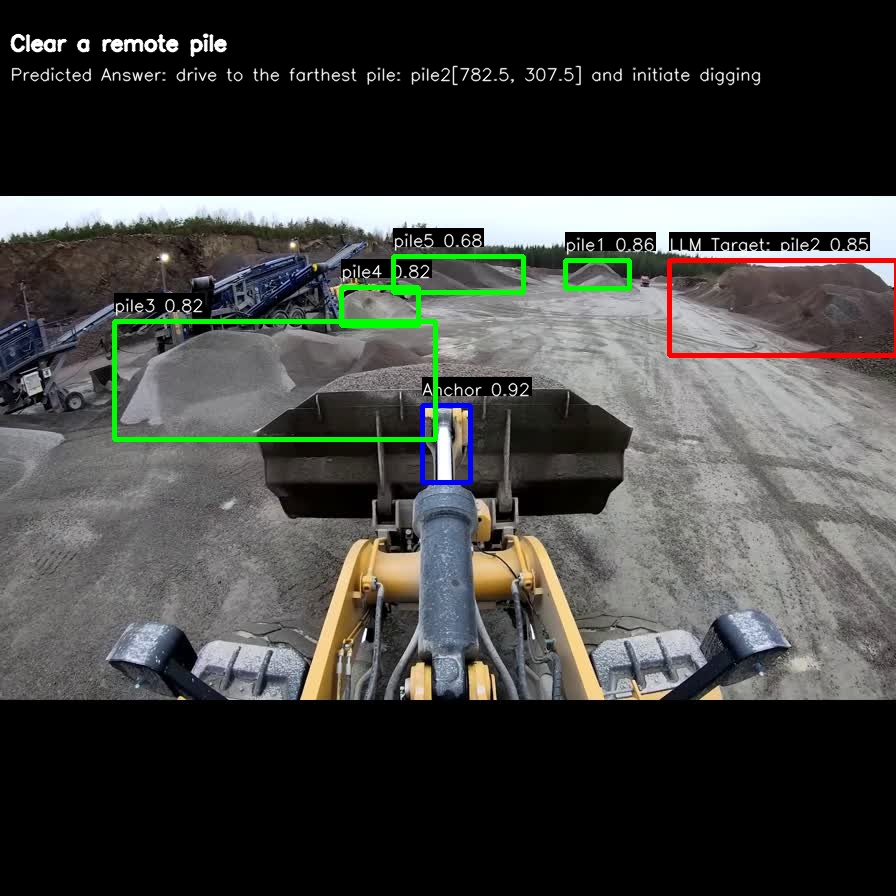 Clear a remote pile
Predicted Answer: drive to the farthest pile: pile2[782.5, 307.5] and initiate digging
pile5 0.68
pile1 0.86
LLM Target: pile2 0.85
pile4 0.82
pile3 0.82
Anchor 0.92